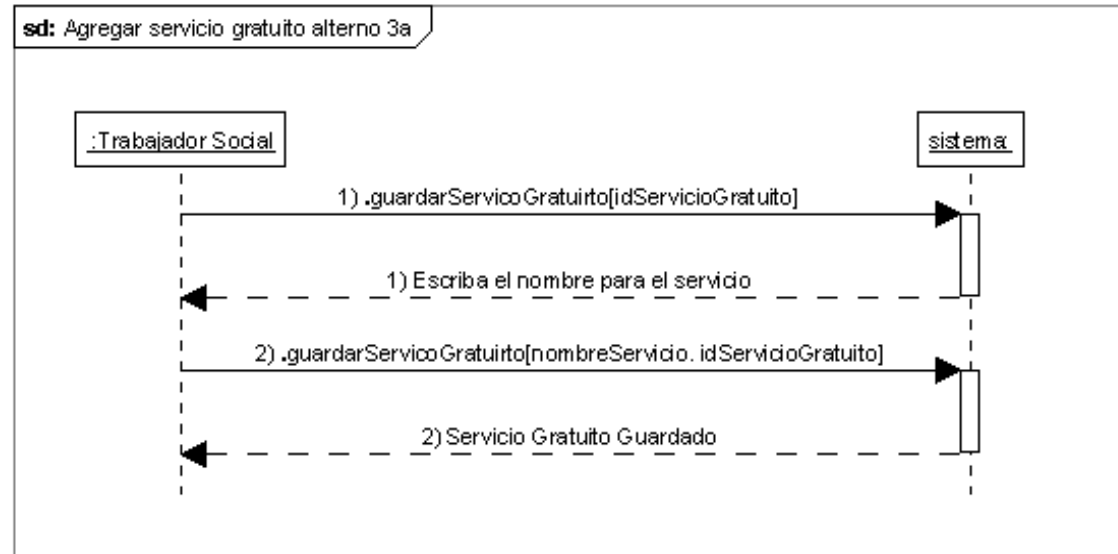 sd: Agregar servicio gratuito alterno 3a
:Trabajador Social
sistema:
1) .guardarServicoGratuirto[idServicioGratuito]
1) Escriba el nombre para el servicio
2) .guardarServicoGratuirto[nombreServicio. idServicioGratuito]
2) Servicio Gratuito Guardado